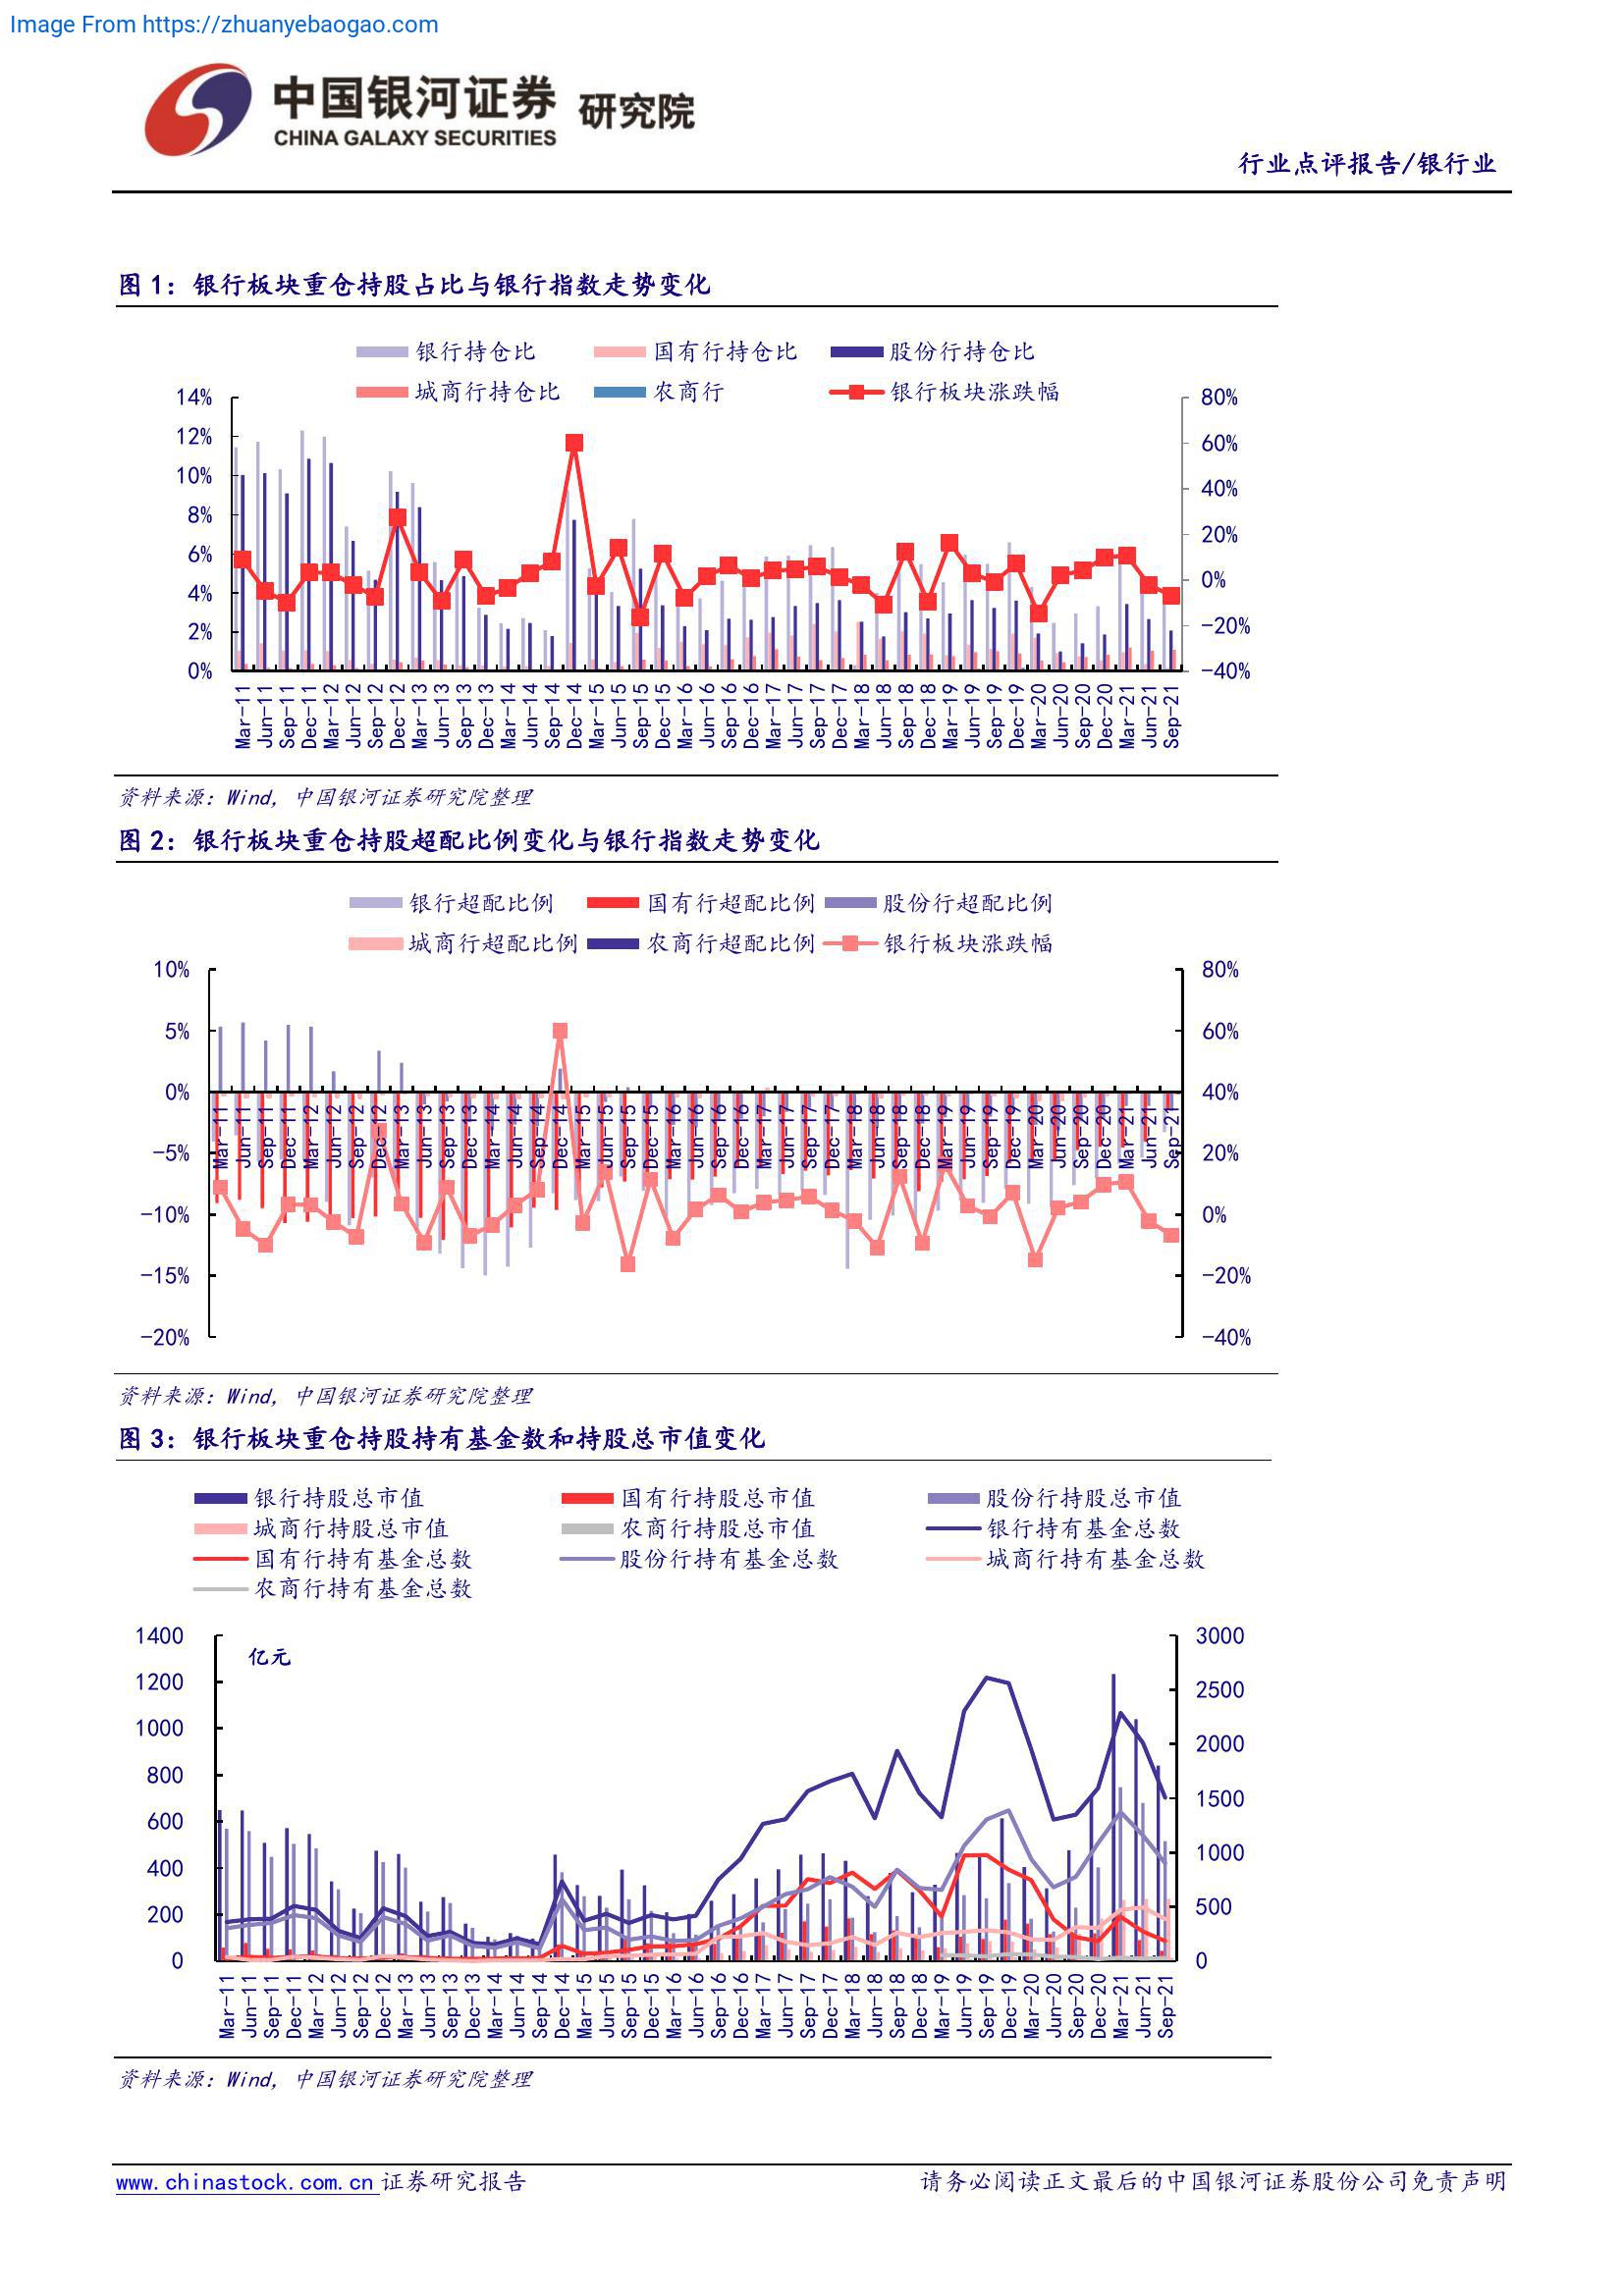 Image From https://zhuanyebaogao.com
中国银河证券 研究院
CHINA GALAXY SECURITIES
行业点评报告/银行业
图 1：银行板块重仓持股占比与银行指数走势变化
银行持仓比 国有行持仓比 股份行持仓比
城商行持仓比 农商行 银行板块涨跌幅
14% 80%
12% 60%
10% 40%
8% 20%
6% 0%
4% -20%
2% -40%
0%
Mar-11 Jun-11 Sep-11 Dec-11 Mar-12 Jun-12 Sep-12 Dec-12 Mar-13 Jun-13 Sep-13 Dec-13 Mar-14 Jun-14 Sep-14 Dec-14 Mar-15 Jun-15 Sep-15 Dec-15 Mar-16 Jun-16 Sep-16 Dec-16 Mar-17 Jun-17 Sep-17 Dec-17 Mar-18 Jun-18 Sep-18 Dec-18 Mar-19 Jun-19 Sep-19 Dec-19 Mar-20 Jun-20 Sep-20 Dec-20 Mar-21 Jun-21 Sep-21
资料来源：Wind，中国银河证券研究院整理
图 2：银行板块重仓持股超配比例变化与银行指数走势变化
银行超配比例 国有行超配比例 股份行超配比例
城商行超配比例 农商行超配比例 银行板块涨跌幅
10% 80%
5% 60%
0% 40%
-5% 20%
-10% 0%
-15% -20%
-20% -40%
Mar-11 Jun-11 Sep-11 Dec-11 Mar-12 Jun-12 Sep-12 Dec-12 Mar-13 Jun-13 Sep-13 Dec-13 Mar-14 Jun-14 Sep-14 Dec-14 Mar-15 Jun-15 Sep-15 Dec-15 Mar-16 Jun-16 Sep-16 Dec-16 Mar-17 Jun-17 Sep-17 Dec-17 Mar-18 Jun-18 Sep-18 Dec-18 Mar-19 Jun-19 Sep-19 Dec-19 Mar-20 Jun-20 Sep-20 Dec-20 Mar-21 Jun-21 Sep-21
资料来源：Wind，中国银河证券研究院整理
图 3：银行板块重仓持股持有基金数和持股总市值变化
银行持股总市值 国有行持股总市值 股份行持股总市值
城商行持股总市值 农商行持股总市值 银行持有基金总数
国有行持有基金总数 股份行持有基金总数 城商行持有基金总数
农商行持有基金总数
亿元
1400 3000
1200 2500
1000 2000
800 1500
600 1000
400 500
200 0
0
Mar-11 Jun-11 Sep-11 Dec-11 Mar-12 Jun-12 Sep-12 Dec-12 Mar-13 Jun-13 Sep-13 Dec-13 Mar-14 Jun-14 Sep-14 Dec-14 Mar-15 Jun-15 Sep-15 Dec-15 Mar-16 Jun-16 Sep-16 Dec-16 Mar-17 Jun-17 Sep-17 Dec-17 Mar-18 Jun-18 Sep-18 Dec-18 Mar-19 Jun-19 Sep-19 Dec-19 Mar-20 Jun-20 Sep-20 Dec-20 Mar-21 Jun-21 Sep-21
资料来源：Wind，中国银河证券研究院整理
www.chinastock.com.cn 证券研究报告 请务必阅读正文最后的中国银河证券股份公司免责声明